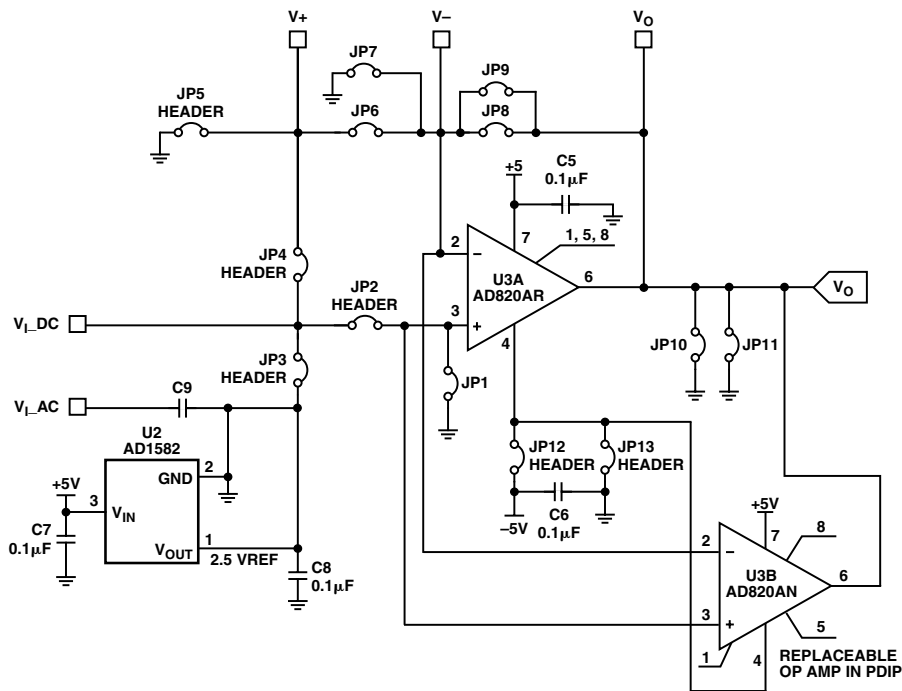 V+
V–
VO
JP7
JP9
JP5
HEADER
JP6
JP8
+5
C5
0.1µF
7
1, 5, 8
2
–
U3A
AD820AR
6
JP4
HEADER
JP2
HEADER
3
+
4
VI_DC
VO
JP3
HEADER
JP1
JP10
JP11
C9
VI_AC
U2
AD1582
GND
2
+5V
3
VIN
C7
0.1µF
VOUT
1
2.5 VREF
C8
0.1µF
JP12
HEADER
JP13
HEADER
–5V
C6
0.1µF
+5V
7
8
2
–
U3B
AD820AN
6
3
+
5
1
4
REPLACEABLE
OP AMP IN PDIP